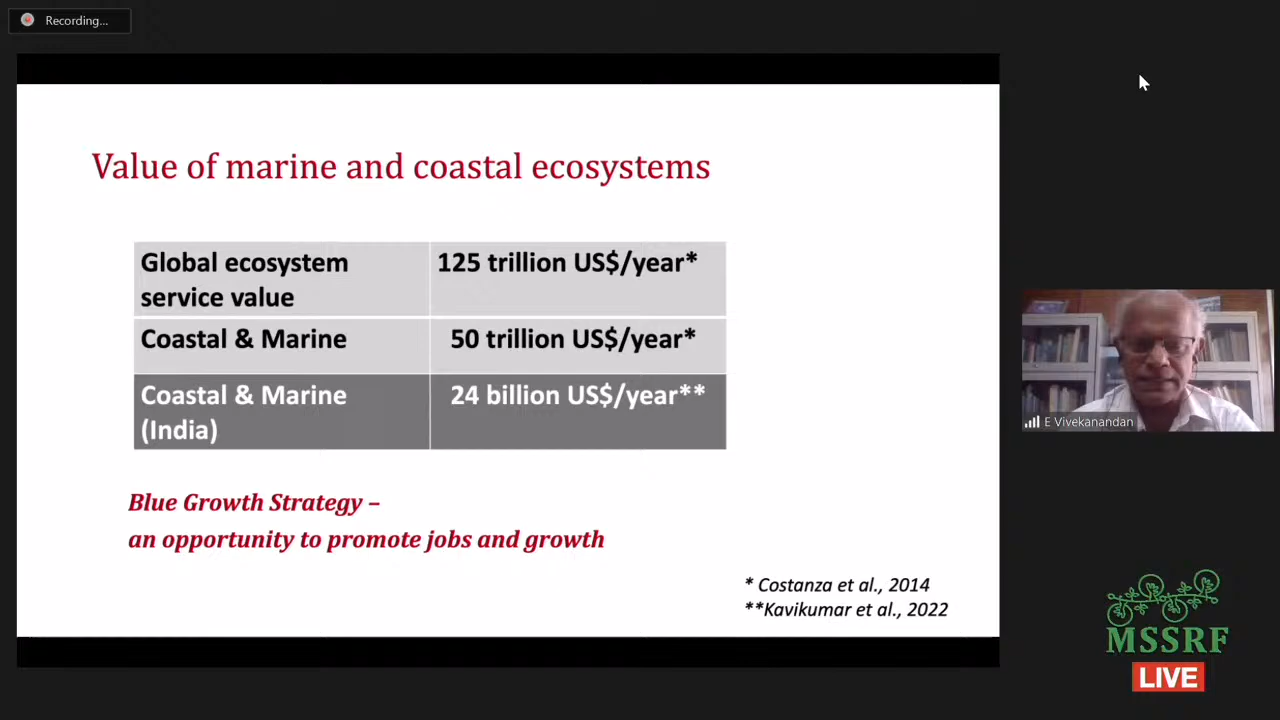 Recording...
Value of marine and coastal ecosystems
Global ecosystem
service value
125 trillion US$/year*
Coastal & Marine
50 trillion US$/year*
Coastal & Marine
(India)
24 billion US$/year**
Blue Growth Strategy –
an opportunity to promote jobs and growth
* Costanza et al., 2014
**Kavikumar et al., 2022
E Vivekanandan
MSSRF
LIVE